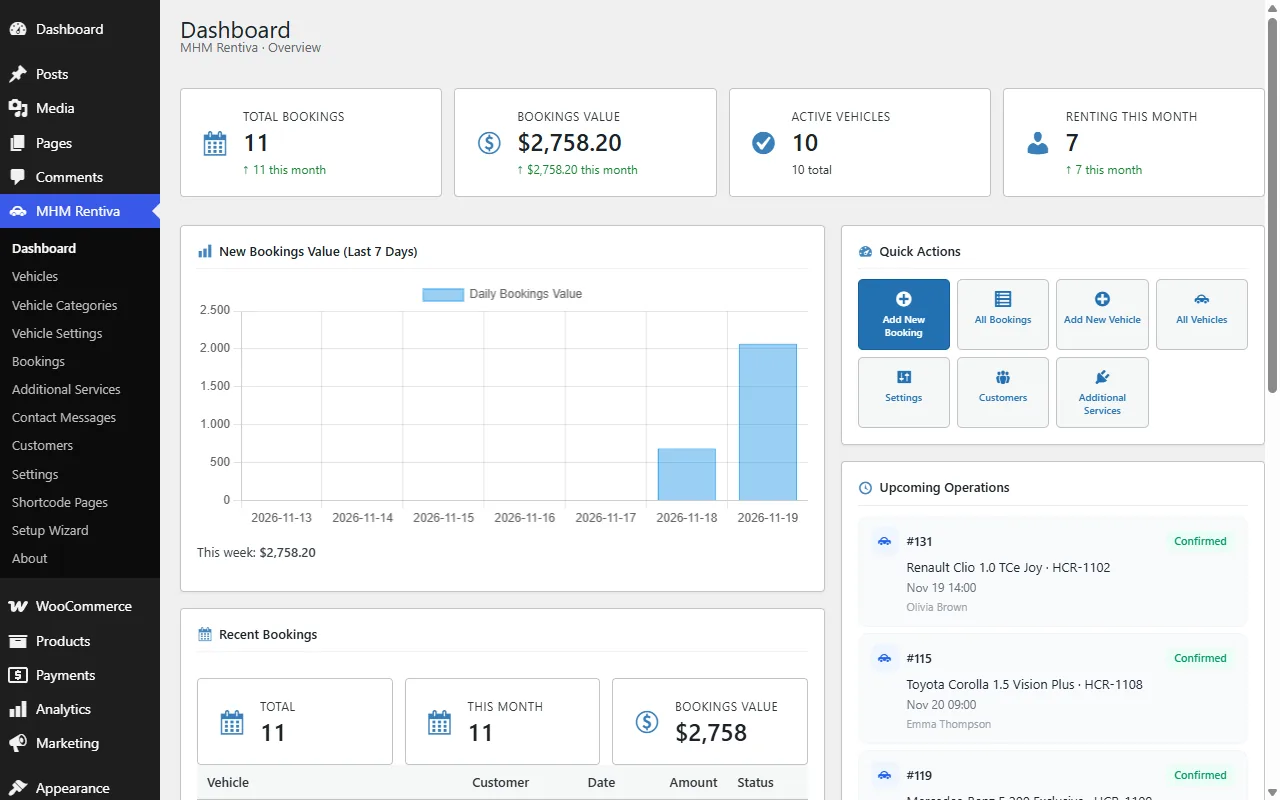 Dashboard
Posts
Media
Pages
Comments
MHM Rentiva
Dashboard
Vehicles
Vehicle Categories
Vehicle Settings
Bookings
Additional Services
Contact Messages
Customers
Settings
Shortcode Pages
Setup Wizard
About
WooCommerce
Products
Payments
Analytics
Marketing
Appearance
Dashboard
MHM Rentiva · Overview
TOTAL BOOKINGS
11
↑ 11 this month
BOOKINGS VALUE
$2,758.20
↑ $2,758.20 this month
ACTIVE VEHICLES
10
10 total
RENTING THIS MONTH
7
↑ 7 this month
New Bookings Value (Last 7 Days)
Daily Bookings Value
2.500
2.000
1.500
1.000
500
0
2026-11-13 2026-11-14 2026-11-15 2026-11-16 2026-11-17 2026-11-18 2026-11-19
This week: $2,758.20
Recent Bookings
TOTAL
11
THIS MONTH
11
BOOKINGS VALUE
$2,758
Vehicle Customer Date Amount Status
Quick Actions
Add New
Booking
All Bookings
Add New Vehicle
All Vehicles
Settings
Customers
Additional
Services
Upcoming Operations
#131 Confirmed
Renault Clio 1.0 TCe Joy · HCR-1102
Nov 19 14:00
Olivia Brown
#115 Confirmed
Toyota Corolla 1.5 Vision Plus · HCR-1108
Nov 20 09:00
Emma Thompson
#119 Confirmed